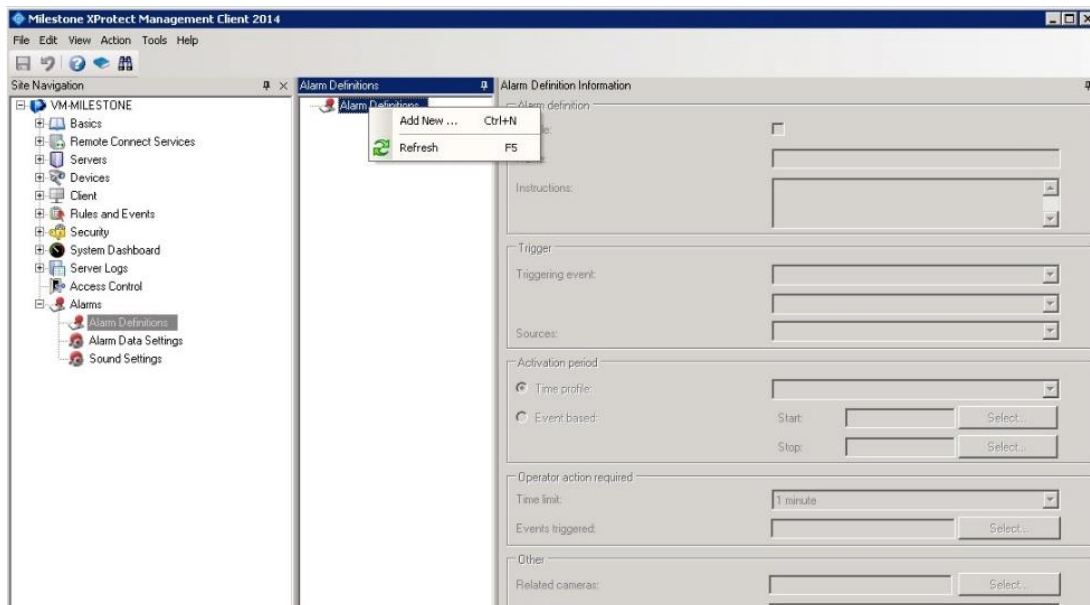 Milestone XProtect Management Client 2014
File Edit View Action Tools Help
Site Navigation
VM-MILESTONE
Basics
Remote Connect Services
Servers
Devices
Client
Rules and Events
Security
System Dashboard
Server Logs
Access Control
Alarms
Alarm Definitions
Alarm Data Settings
Sound Settings
Alarm Definitions
Alarm Definitions
Add New ... Ctrl+N
Refresh F5
Alarm Definition Information
Alarm definition
Instructions:
Trigger
Triggering event:
Sources:
Activation period
Time profile:
Event based: Start: Select...
Stop: Select...
Operator action required
Time limit: 1 minute
Events triggered: Select...
Other
Related cameras: Select...